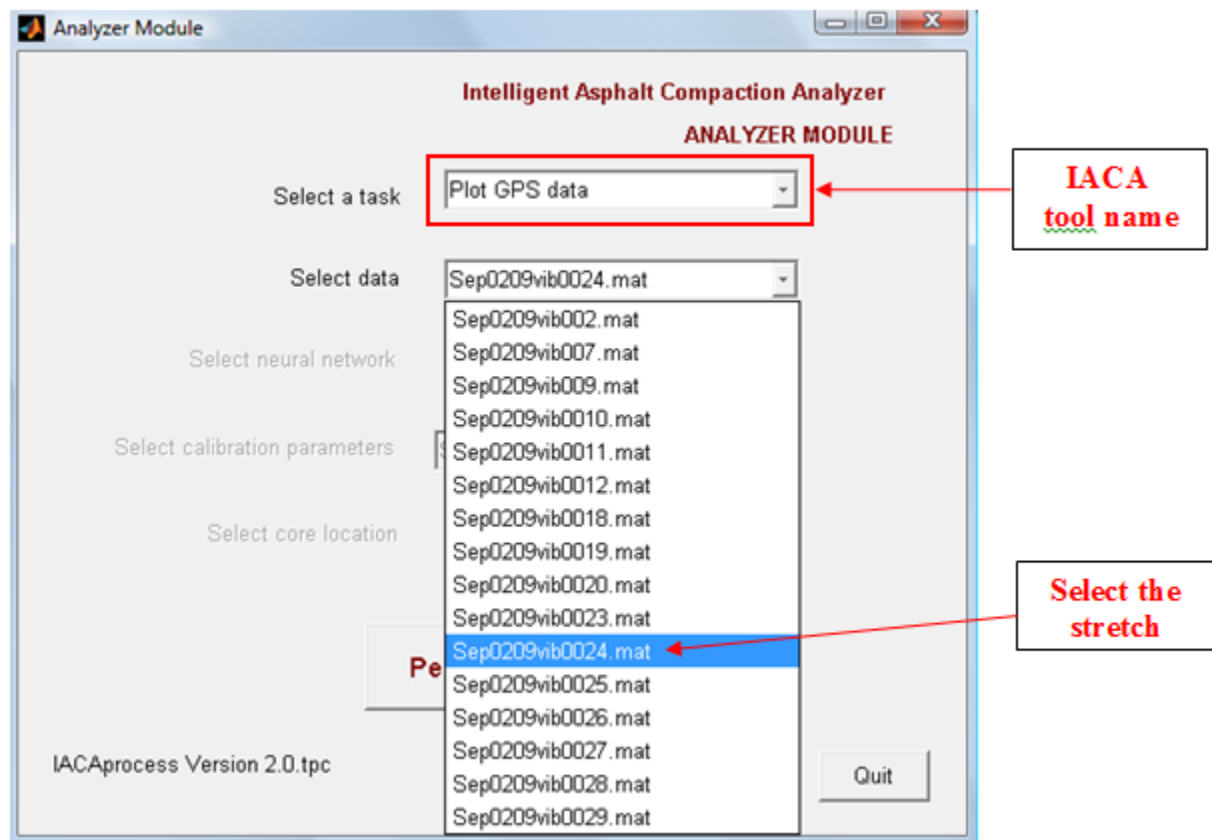 Analyzer Module
Intelligent Asphalt Compaction Analyzer
ANALYZER MODULE
Select a task
Plot GPS data
IACA
tool name
Select data
Sep0209vib0024.mat
Sep0209vib002.mat
Sep0209vib007.mat
Sep0209vib009.mat
Sep0209vib0010.mat
Sep0209vib0011.mat
Sep0209vib0012.mat
Sep0209vib0018.mat
Sep0209vib0019.mat
Sep0209vib0020.mat
Sep0209vib0023.mat
Sep0209vib0024.mat
Sep0209vib0025.mat
Sep0209vib0026.mat
Sep0209vib0027.mat
Sep0209vib0028.mat
Sep0209vib0029.mat
Select neural network
Select calibration parameters
Select core location
Select the
stretch
Pe
IACAprocess Version 2.0.tpc
Quit